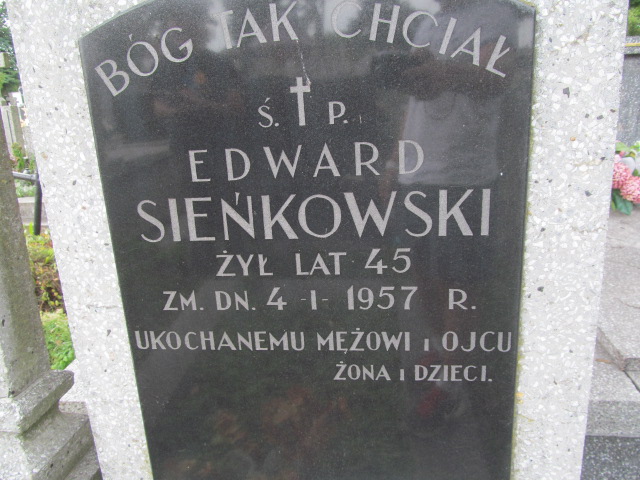 BÓG TAK CHCIAŁ
Ś. P.
EDWARD
SIEŃKOWSKI
ŻYŁ LAT 45
ZM. DN. 4-I-1957 R.
UKOCHANEMU MĘŻOWI I OJCU
ŻONA I DZIECI.